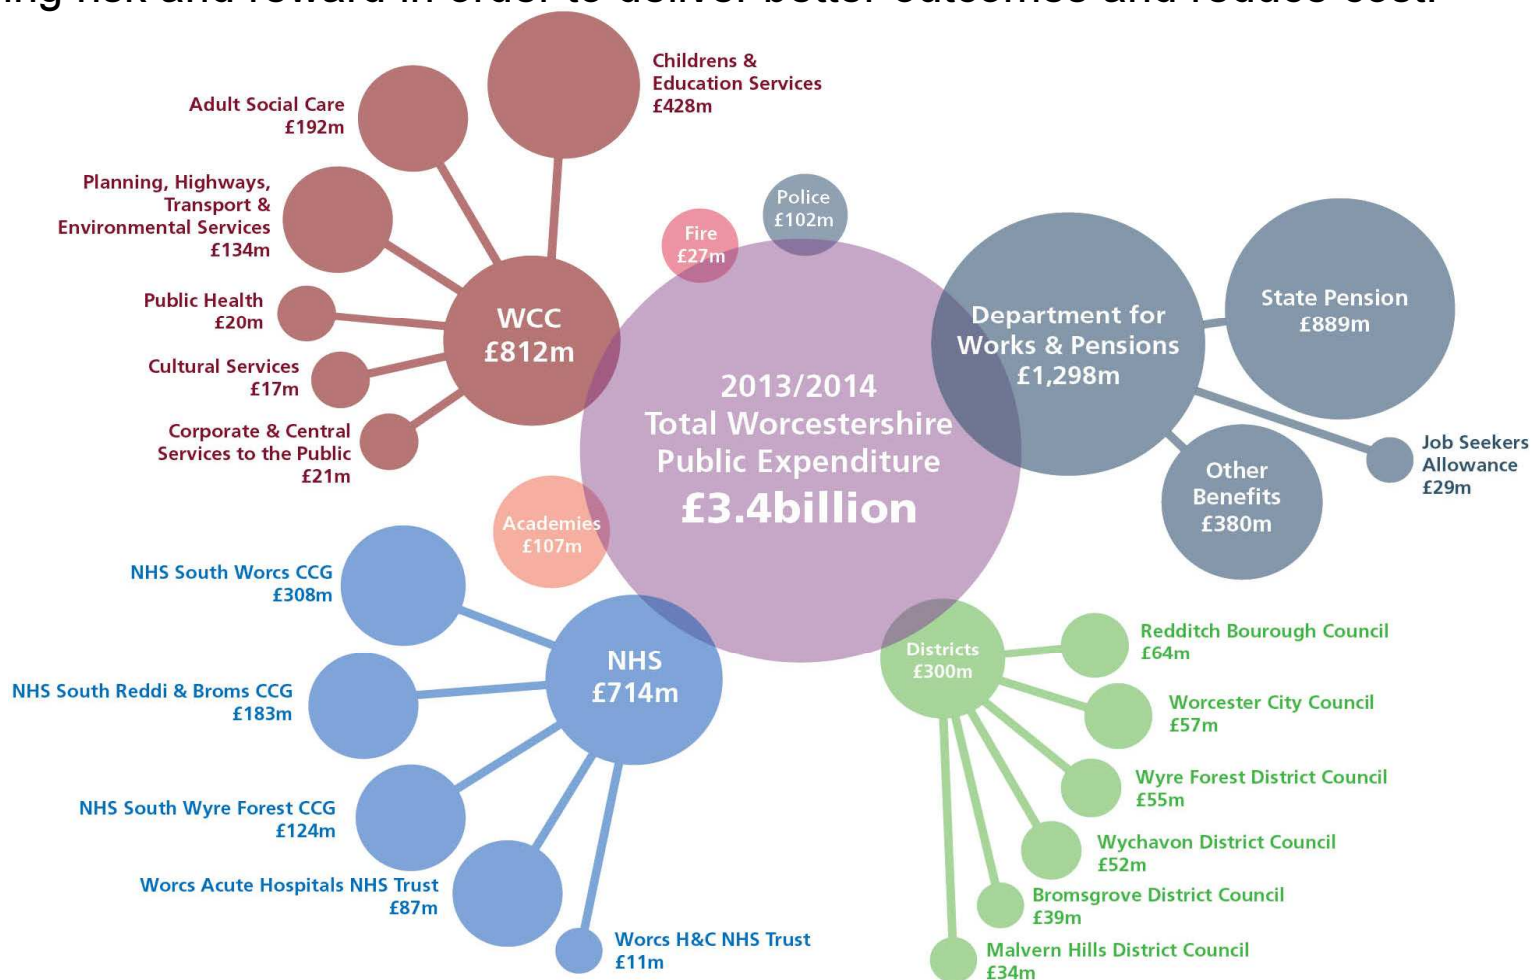 ing risk and reward in order to deliver better outcomes and reduce cost.
Childrens &
Education Services
£428m
Adult Social Care
£192m
Planning, Highways,
Transport &
Environmental Services
£134m
Public Health
£20m
Cultural Services
£17m
Corporate & Central
Services to the Public
£21m
WCC
£812m
Fire
£27m
Police
£102m
Department for
Works & Pensions
£1,298m
State Pension
£889m
Job Seekers
Allowance
£29m
Other
Benefits
£380m
2013/2014
Total Worcestershire
Public Expenditure
£3.4billion
Academies
£107m
NHS South Worcs CCG
£308m
NHS South Reddi & Broms CCG
£183m
NHS South Wyre Forest CCG
£124m
Worcs Acute Hospitals NHS Trust
£87m
Worcs H&C NHS Trust
£11m
NHS
£714m
Districts
£300m
Redditch Bourough Council
£64m
Worcester City Council
£57m
Wyre Forest District Council
£55m
Wychavon District Council
£52m
Bromsgrove District Council
£39m
Malvern Hills District Council
£34m